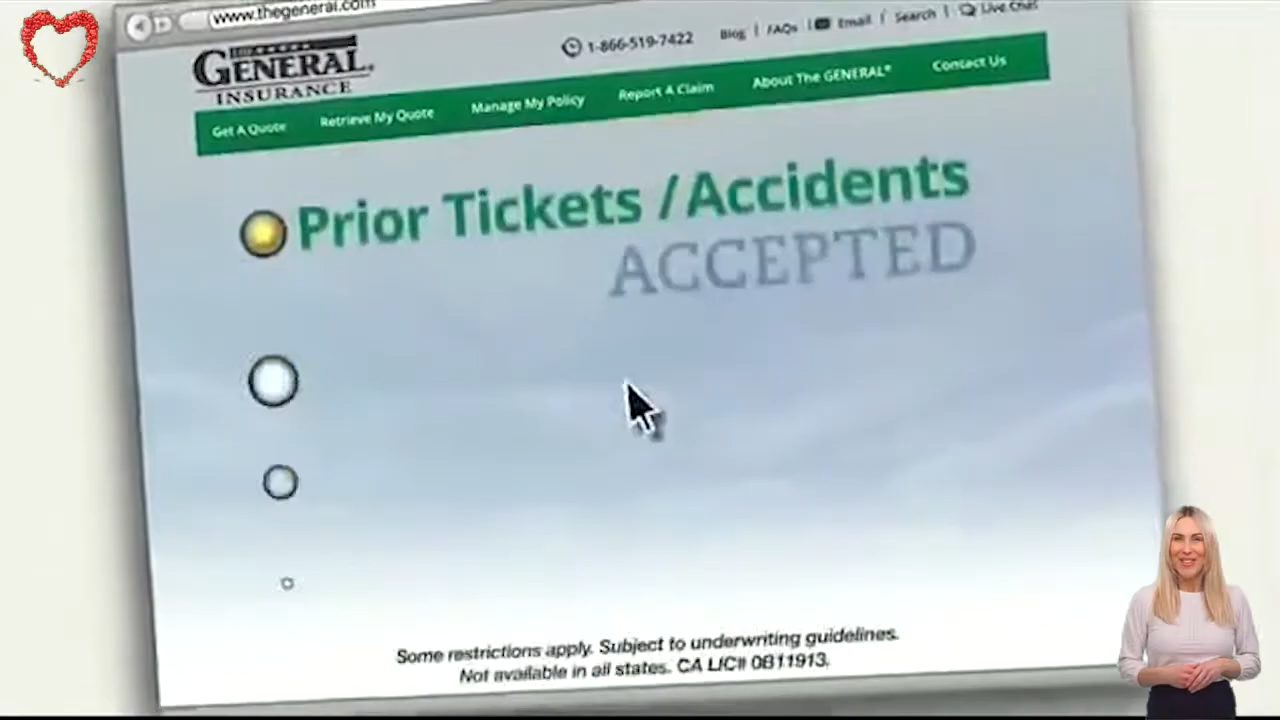 www.thegeneral.com
THE GENERAL®
INSURANCE
1-866-519-7422
Blog | FAQs | Email | Search | Live Chat
Get A Quote Retrieve My Quote Manage My Policy Report A Claim About The GENERAL® Contact Us
Prior Tickets / Accidents
ACCEPTED
Some restrictions apply. Subject to underwriting guidelines.
Not available in all states. CA LIC# 0B11913.